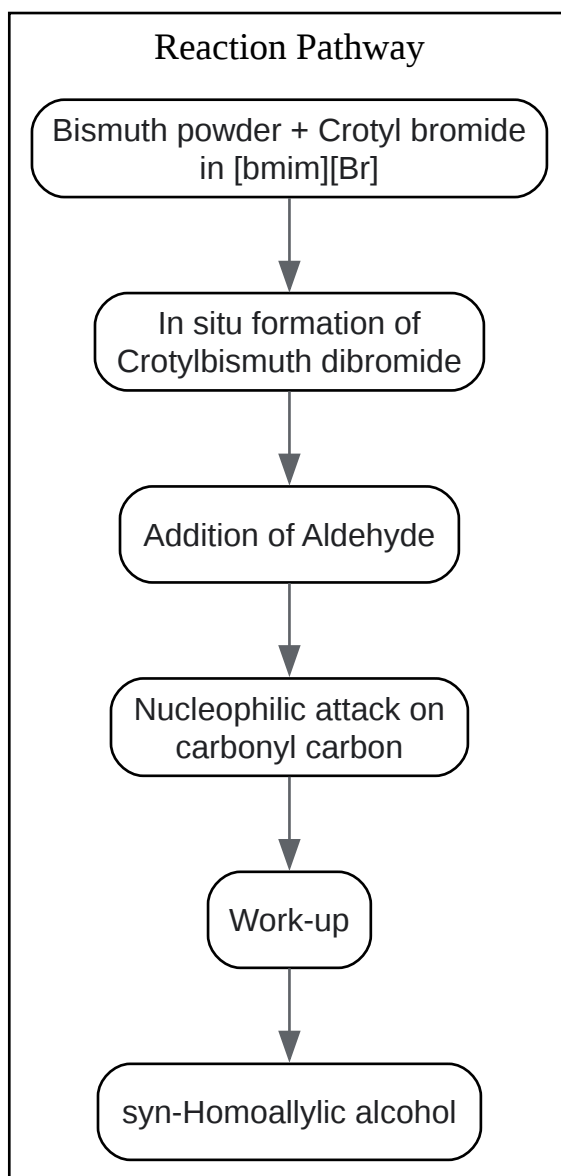 Reaction Pathway
Bismuth powder + Crotyl bromide
in [bmim][Br]
In situ formation of
Crotylbismuth dibromide
Addition of Aldehyde
Nucleophilic attack on
carbonyl carbon
Work-up
syn-Homoallylic alcohol